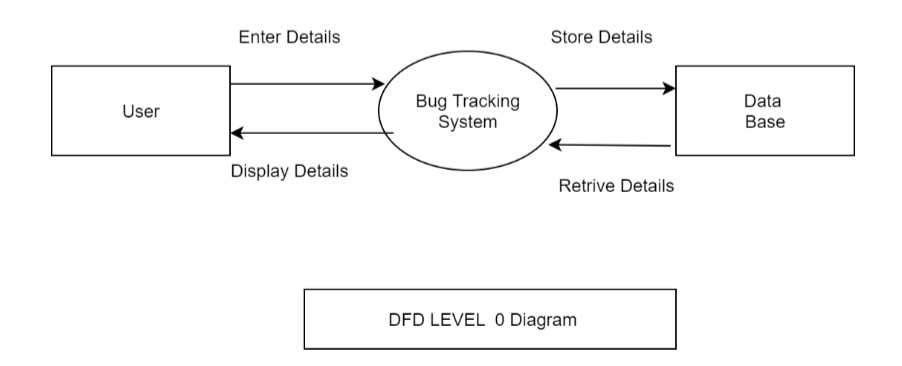 Enter Details
Store Details
User
Bug Tracking
System
Data
Base
Display Details
Retrive Details
DFD LEVEL 0 Diagram